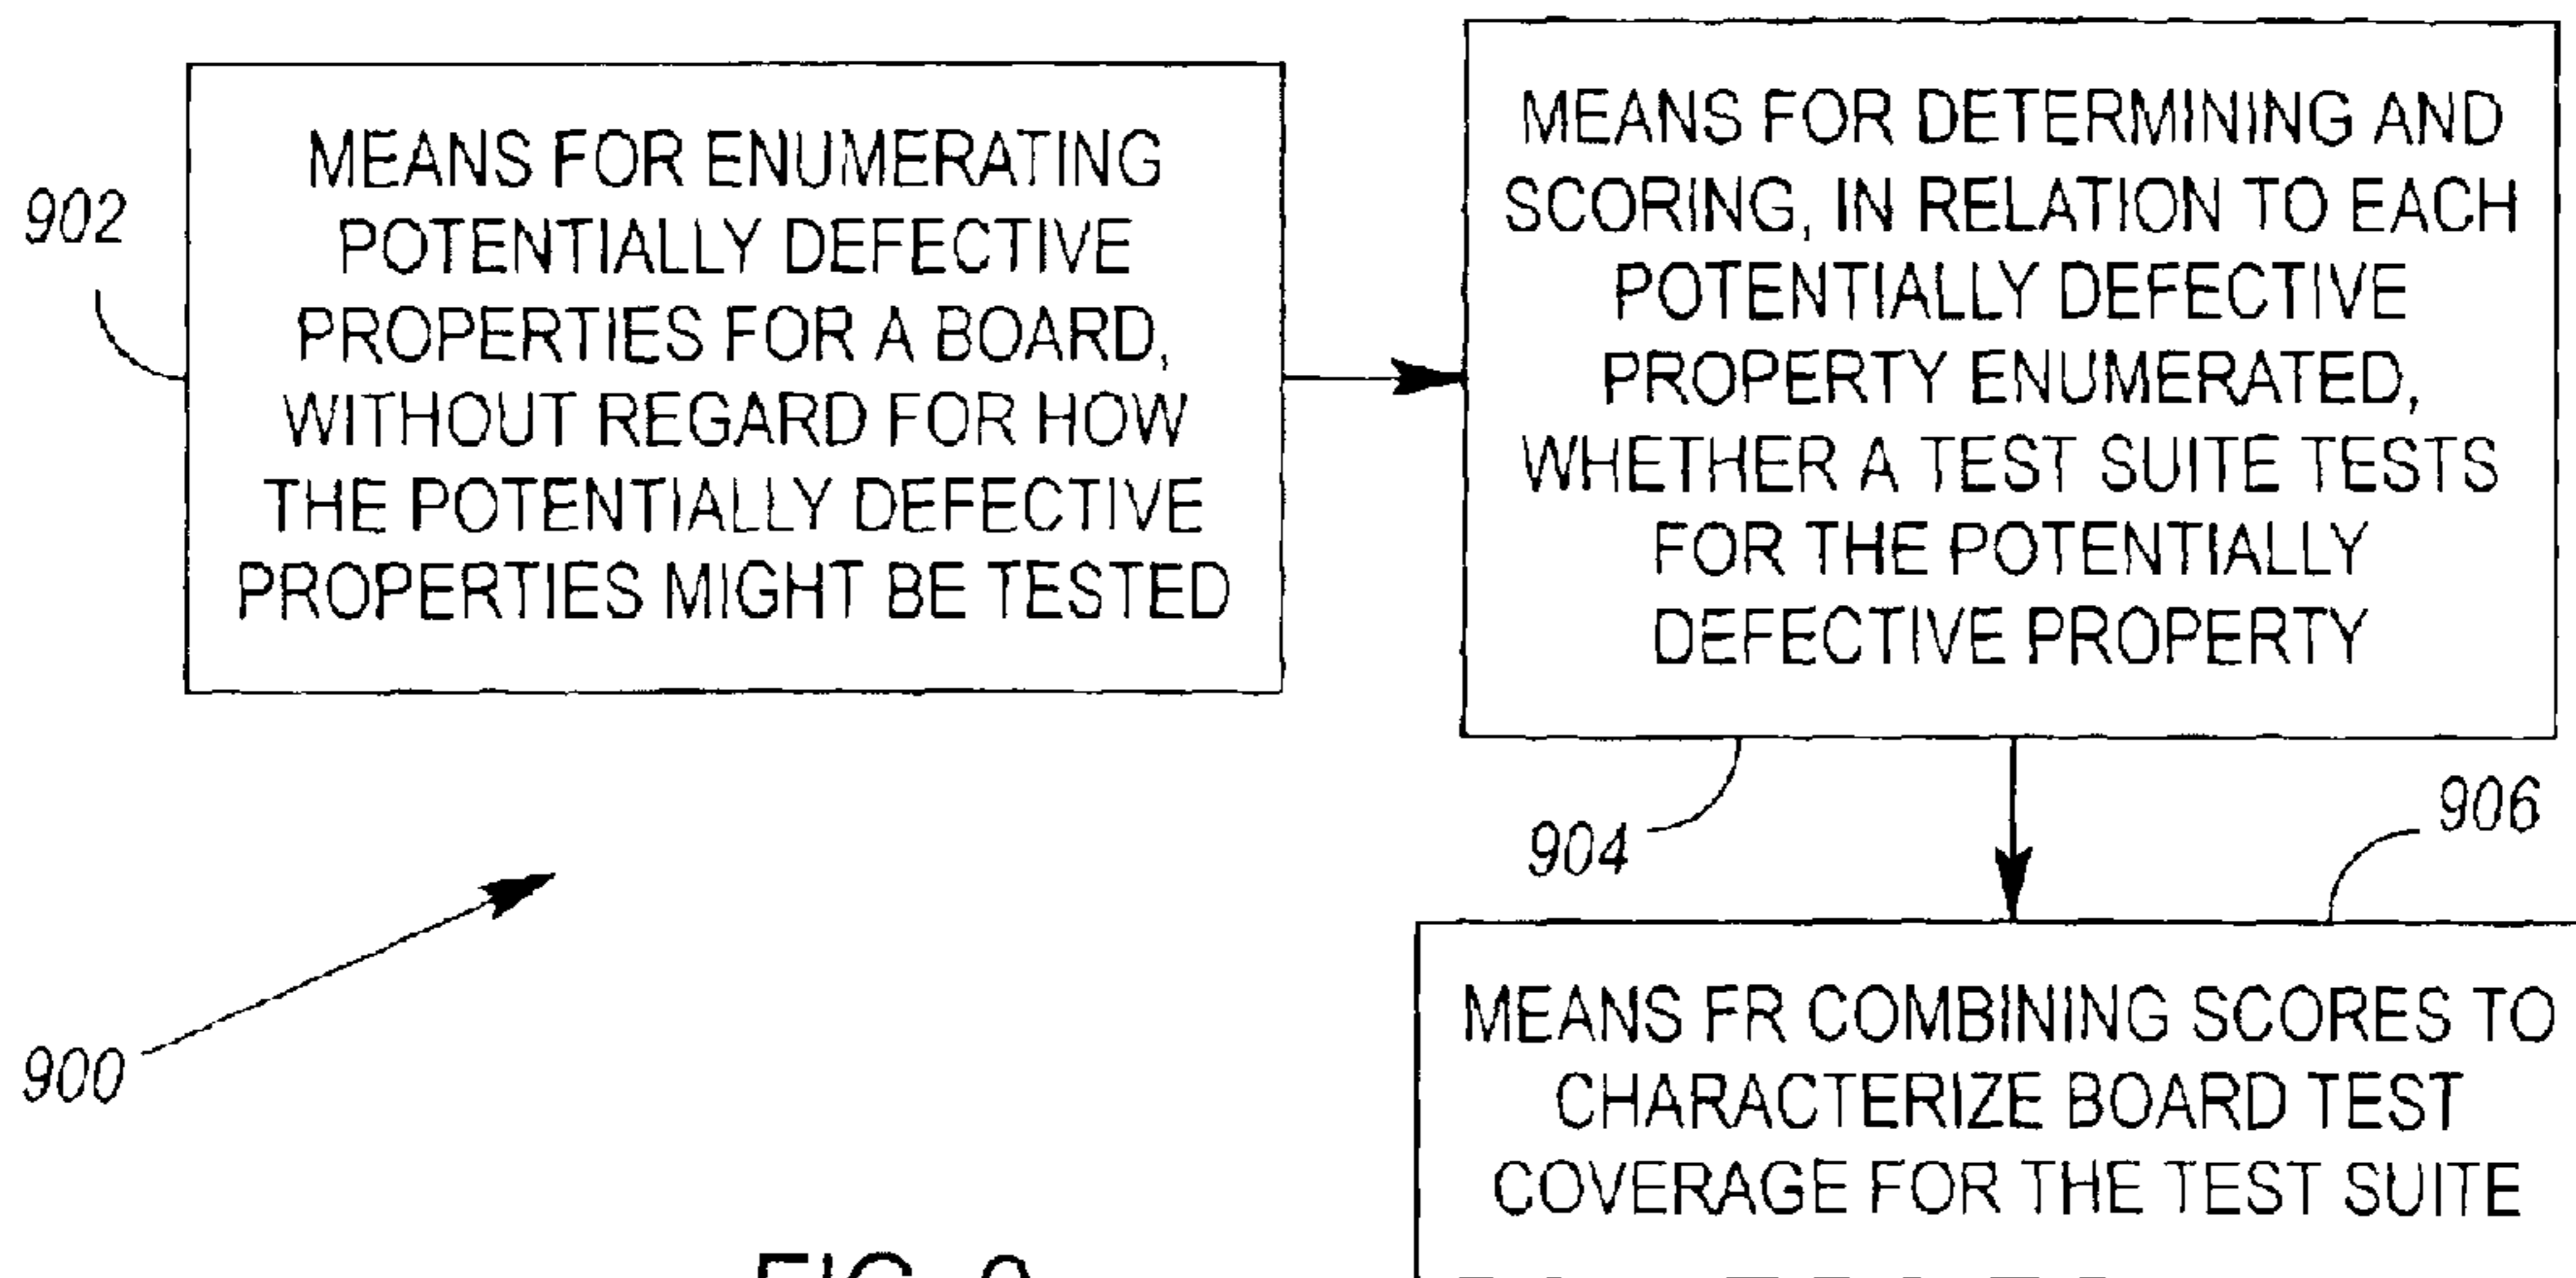 902
MEANS FOR ENUMERATING
POTENTIALLY DEFECTIVE
PROPERTIES FOR A BOARD,
WITHOUT REGARD FOR HOW
THE POTENTIALLY DEFECTIVE
PROPERTIES MIGHT BE TESTED
MEANS FOR DETERMINING AND
SCORING, IN RELATION TO EACH
POTENTIALLY DEFECTIVE
PROPERTY ENUMERATED,
WHETHER A TEST SUITE TESTS
FOR THE POTENTIALLY
DEFECTIVE PROPERTY
904
906
900
MEANS FR COMBINING SCORES TO
CHARACTERIZE BOARD TEST
COVERAGE FOR THE TEST SUITE